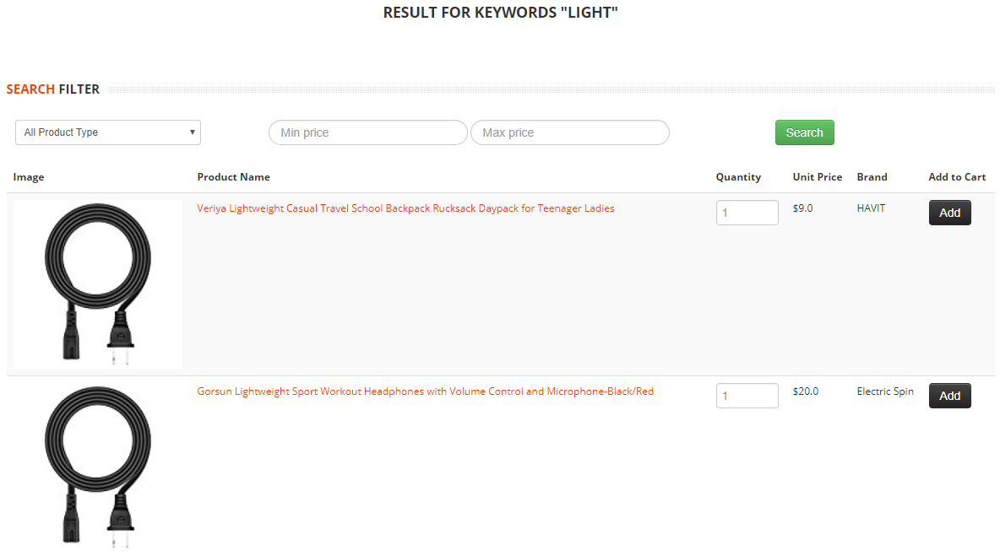 RESULT FOR KEYWORDS "LIGHT"
SEARCH FILTER
All Product Type
Min price
Max price
Search
Image Product Name Quantity Unit Price Brand Add to Cart
Veriya Lightweight Casual Travel School Backpack Rucksack Daypack for Teenager Ladies 1 $9.0 HAVIT Add
Gorsun Lightweight Sport Workout Headphones with Volume Control and Microphone-Black/Red 1 $20.0 Electric Spin Add